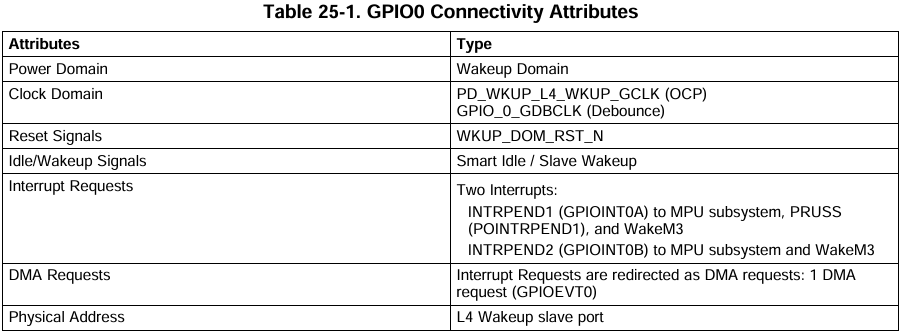 Table 25-1. GPIO0 Connectivity Attributes
Attributes Type
Power Domain Wakeup Domain
Clock Domain PD_WKUP_L4_WKUP_GCLK (OCP)
GPIO_0_GDBCLK (Debounce)
Reset Signals WKUP_DOM_RST_N
Idle/Wakeup Signals Smart Idle / Slave Wakeup
Interrupt Requests Two Interrupts:
INTRPEND1 (GPIOINT0A) to MPU subsystem, PRUSS
(POINTRPEND1), and WakeM3
INTRPEND2 (GPIOINT0B) to MPU subsystem and WakeM3
DMA Requests Interrupt Requests are redirected as DMA requests: 1 DMA
request (GPIOEVT0)
Physical Address L4 Wakeup slave port